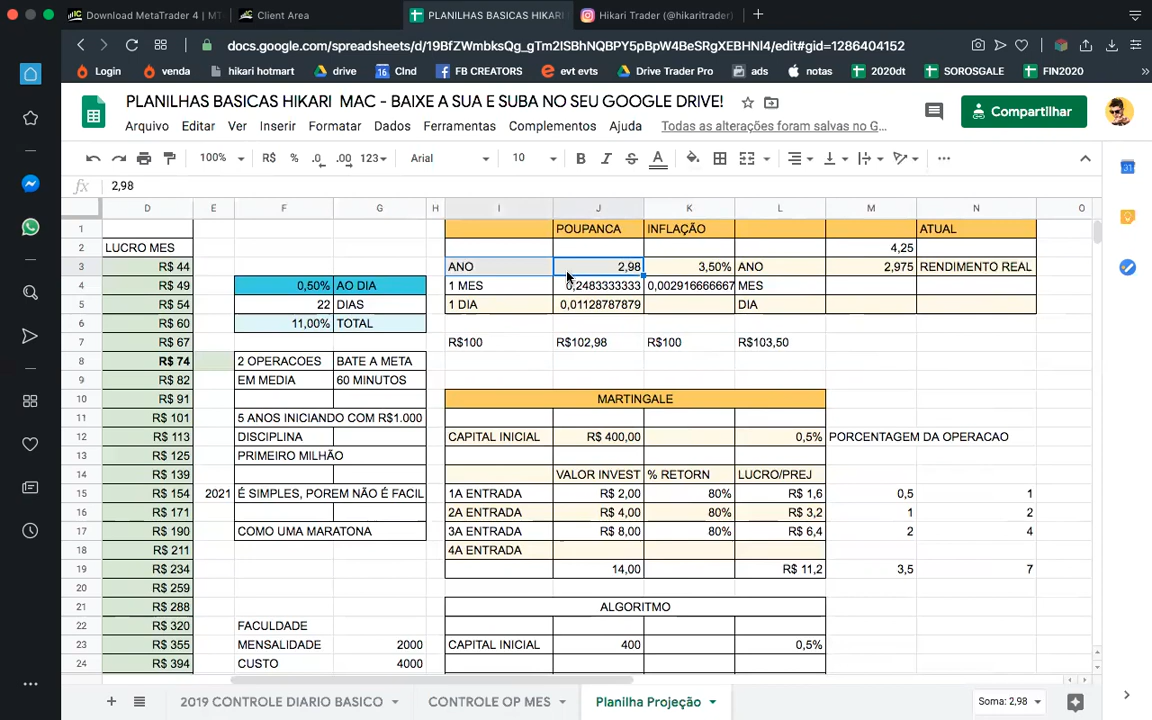 Download MetaTrader 4 | MT
Client Area
PLANILHAS BASICAS HIKARI
Hikari Trader (@hikaritrader)
docs.google.com/spreadsheets/d/19BfZWmbksQg_gTm2ISBhNQBPY5pBpW4BeSRgXEBHNl4/edit#gid=1286404152
Login
venda
hikari hotmart
drive
16 Clnd
FB CREATORS
evt evts
Drive Trader Pro
ads
notas
2020dt
SOROSGALE
FIN2020
PLANILHAS BASICAS HIKARI MAC - BAIXE A SUA E SUBA NO SEU GOOGLE DRIVE!
Compartilhar
Arquivo Editar Ver Inserir Formatar Dados Ferramentas Complementos Ajuda Todas as alterações foram salvas no G...
100% R$ % .0 .00 123 Arial 10 B I S A
fx 2,98
D E F G H I J K L M N O
1 POUPANCA INFLAÇÃO ATUAL
2 LUCRO MES 4,25
3 R$ 44 ANO 2,98 3,50% ANO 2,975 RENDIMENTO REAL
4 R$ 49 0,50% AO DIA 1 MES 0,2483333333 0,002916666667 MES
5 R$ 54 22 DIAS 1 DIA 0,01128787879 DIA
6 R$ 60 11,00% TOTAL
7 R$ 67 R$100 R$102,98 R$100 R$103,50
8 R$ 74 2 OPERACOES BATE A META
9 R$ 82 EM MEDIA 60 MINUTOS
10 R$ 91 MARTINGALE
11 R$ 101 5 ANOS INICIANDO COM R$1.000
12 R$ 113 DISCIPLINA CAPITAL INICIAL R$ 400,00 0,5% PORCENTAGEM DA OPERACAO
13 R$ 125 PRIMEIRO MILHÃO
14 R$ 139 VALOR INVEST % RETORN LUCRO/PREJ
15 R$ 154 2021 É SIMPLES, POREM NÃO É FACIL 1A ENTRADA R$ 2,00 80% R$ 1,6 0,5 1
16 R$ 171 2A ENTRADA R$ 4,00 80% R$ 3,2 1 2
17 R$ 190 COMO UMA MARATONA 3A ENTRADA R$ 8,00 80% R$ 6,4 2 4
18 R$ 211 4A ENTRADA
19 R$ 234 14,00 R$ 11,2 3,5 7
20 R$ 259
21 R$ 288 ALGORITMO
22 R$ 320 FACULDADE
23 R$ 355 MENSALIDADE 2000 CAPITAL INICIAL 400 0,5%
24 R$ 394 CUSTO 4000
2019 CONTROLE DIARIO BASICO CONTROLE OP MES Planilha Projeção Soma: 2,98